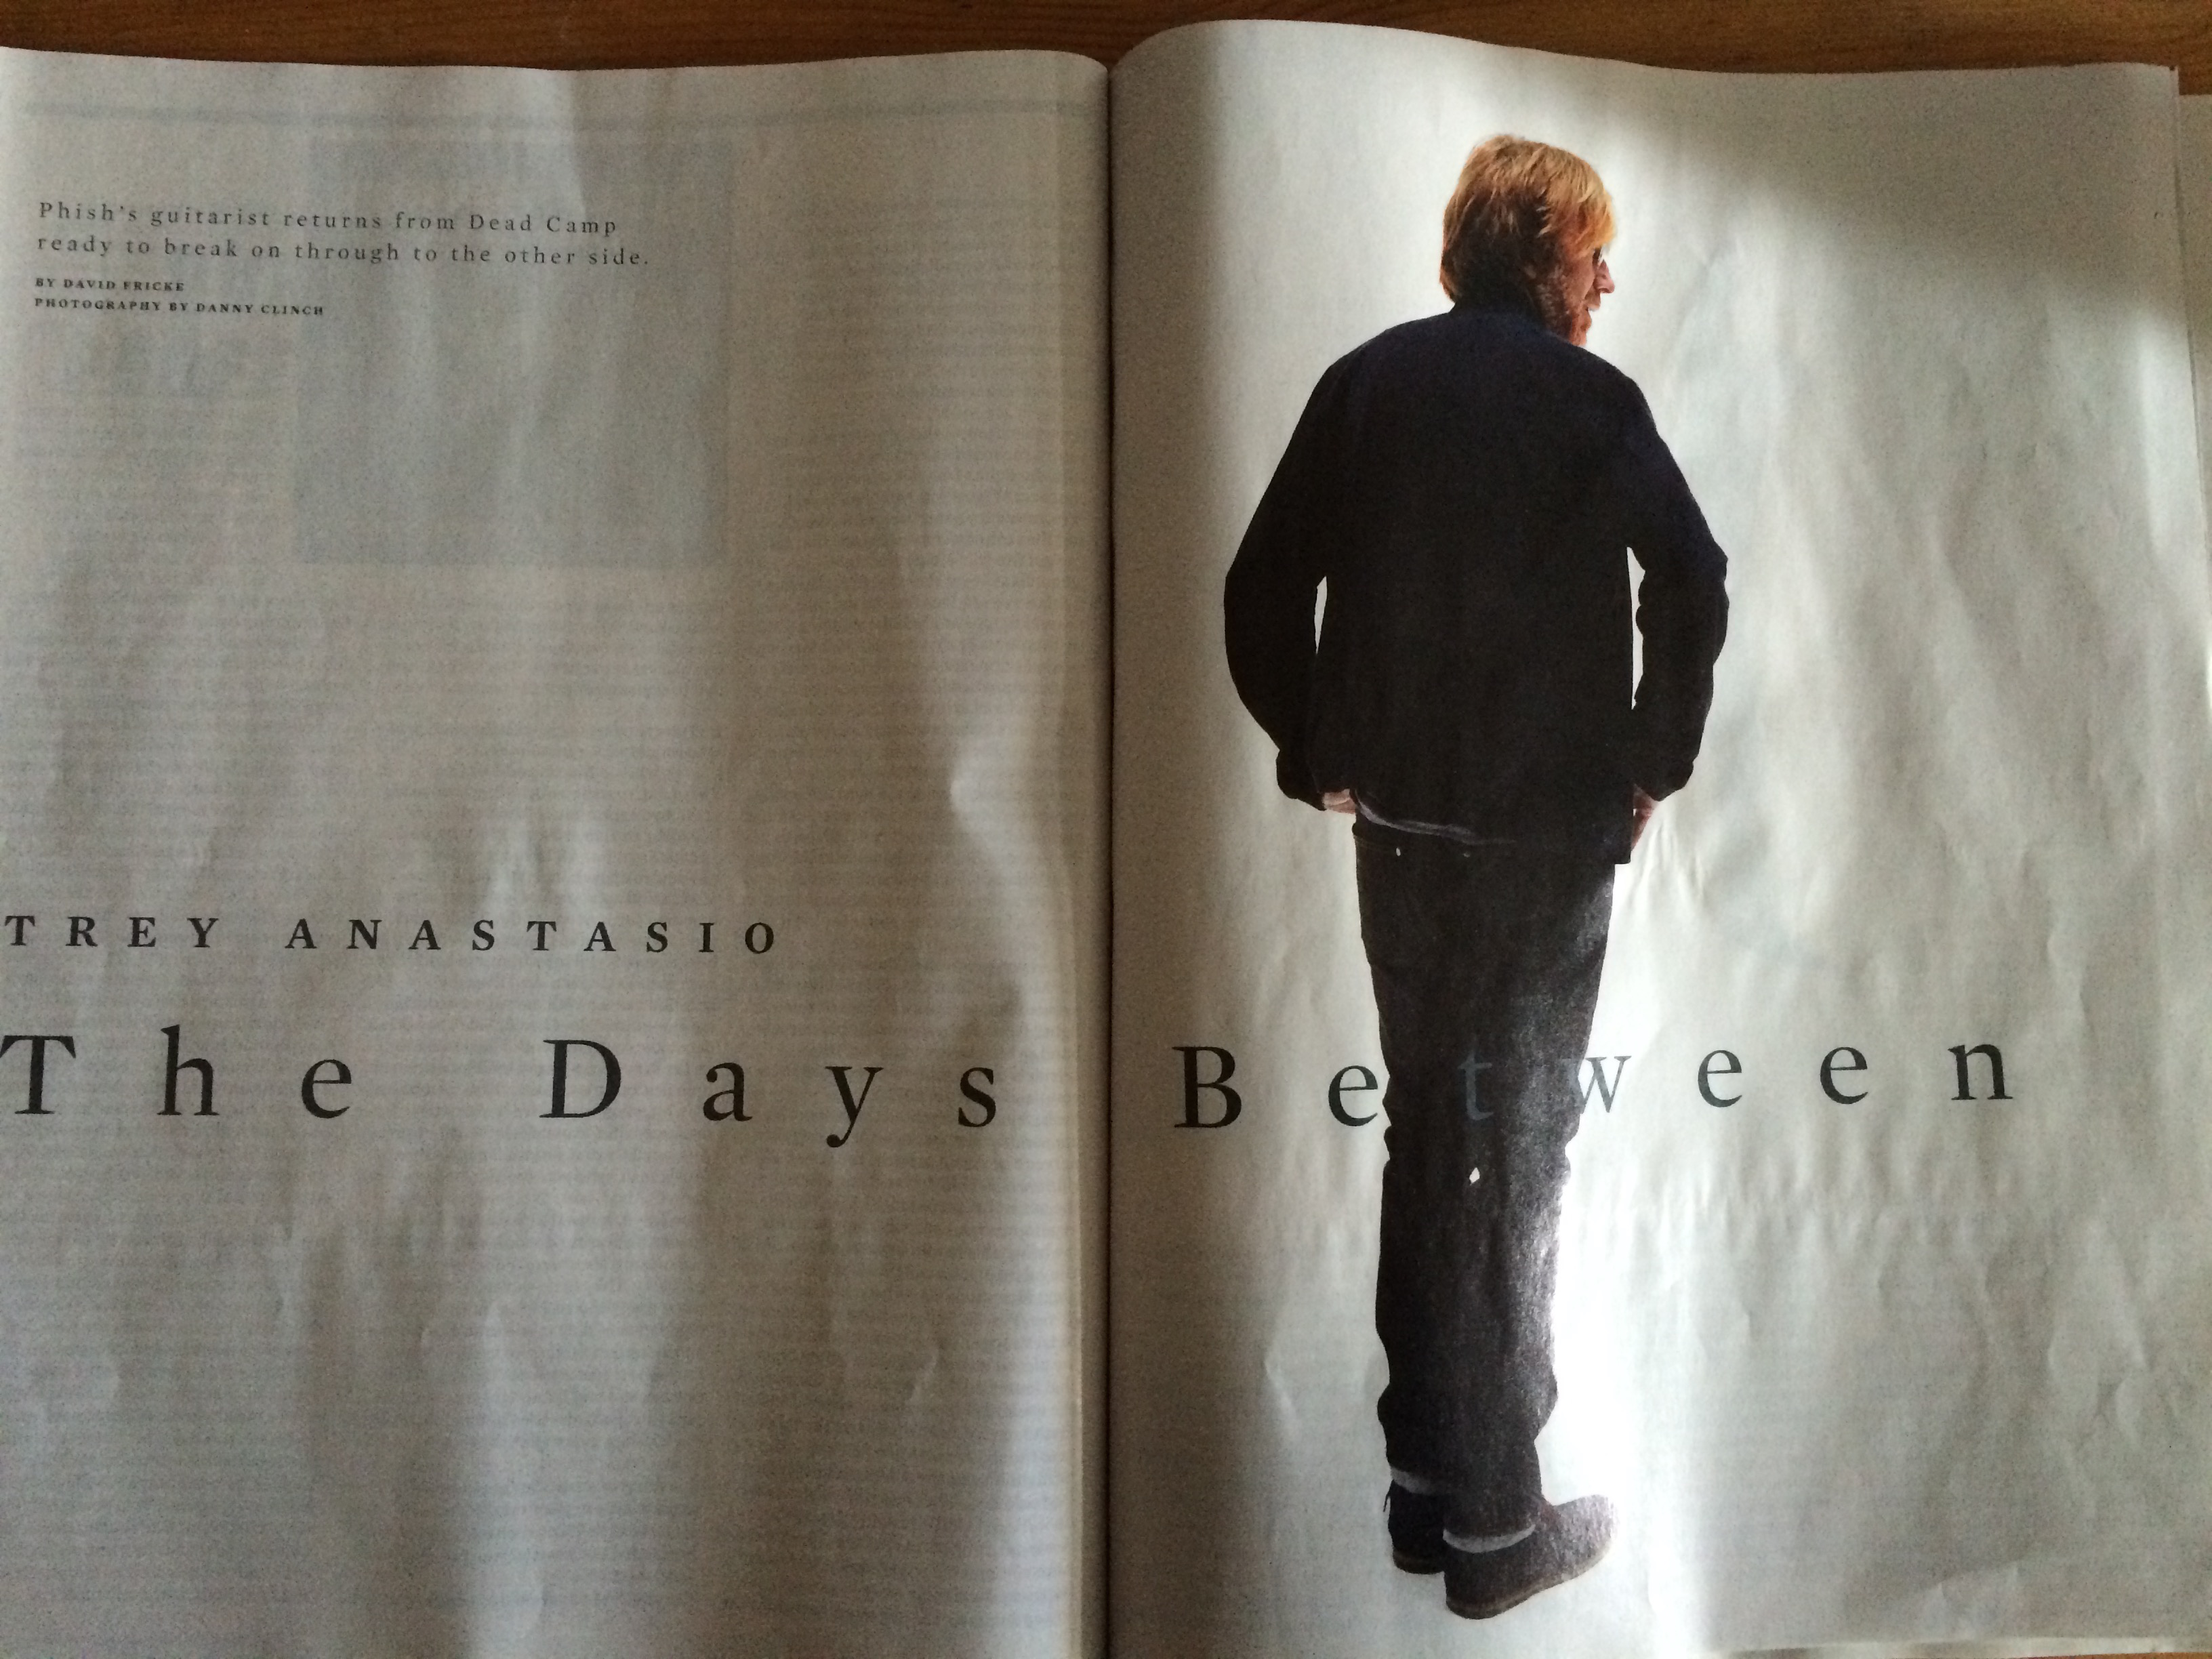 Phish's guitarist returns from Dead Camp
ready to break on through to the other side.
BY DAVID FRICKE
PHOTOGRAPHY BY DANNY CLINCH
TREY ANASTASIO
The Days Between